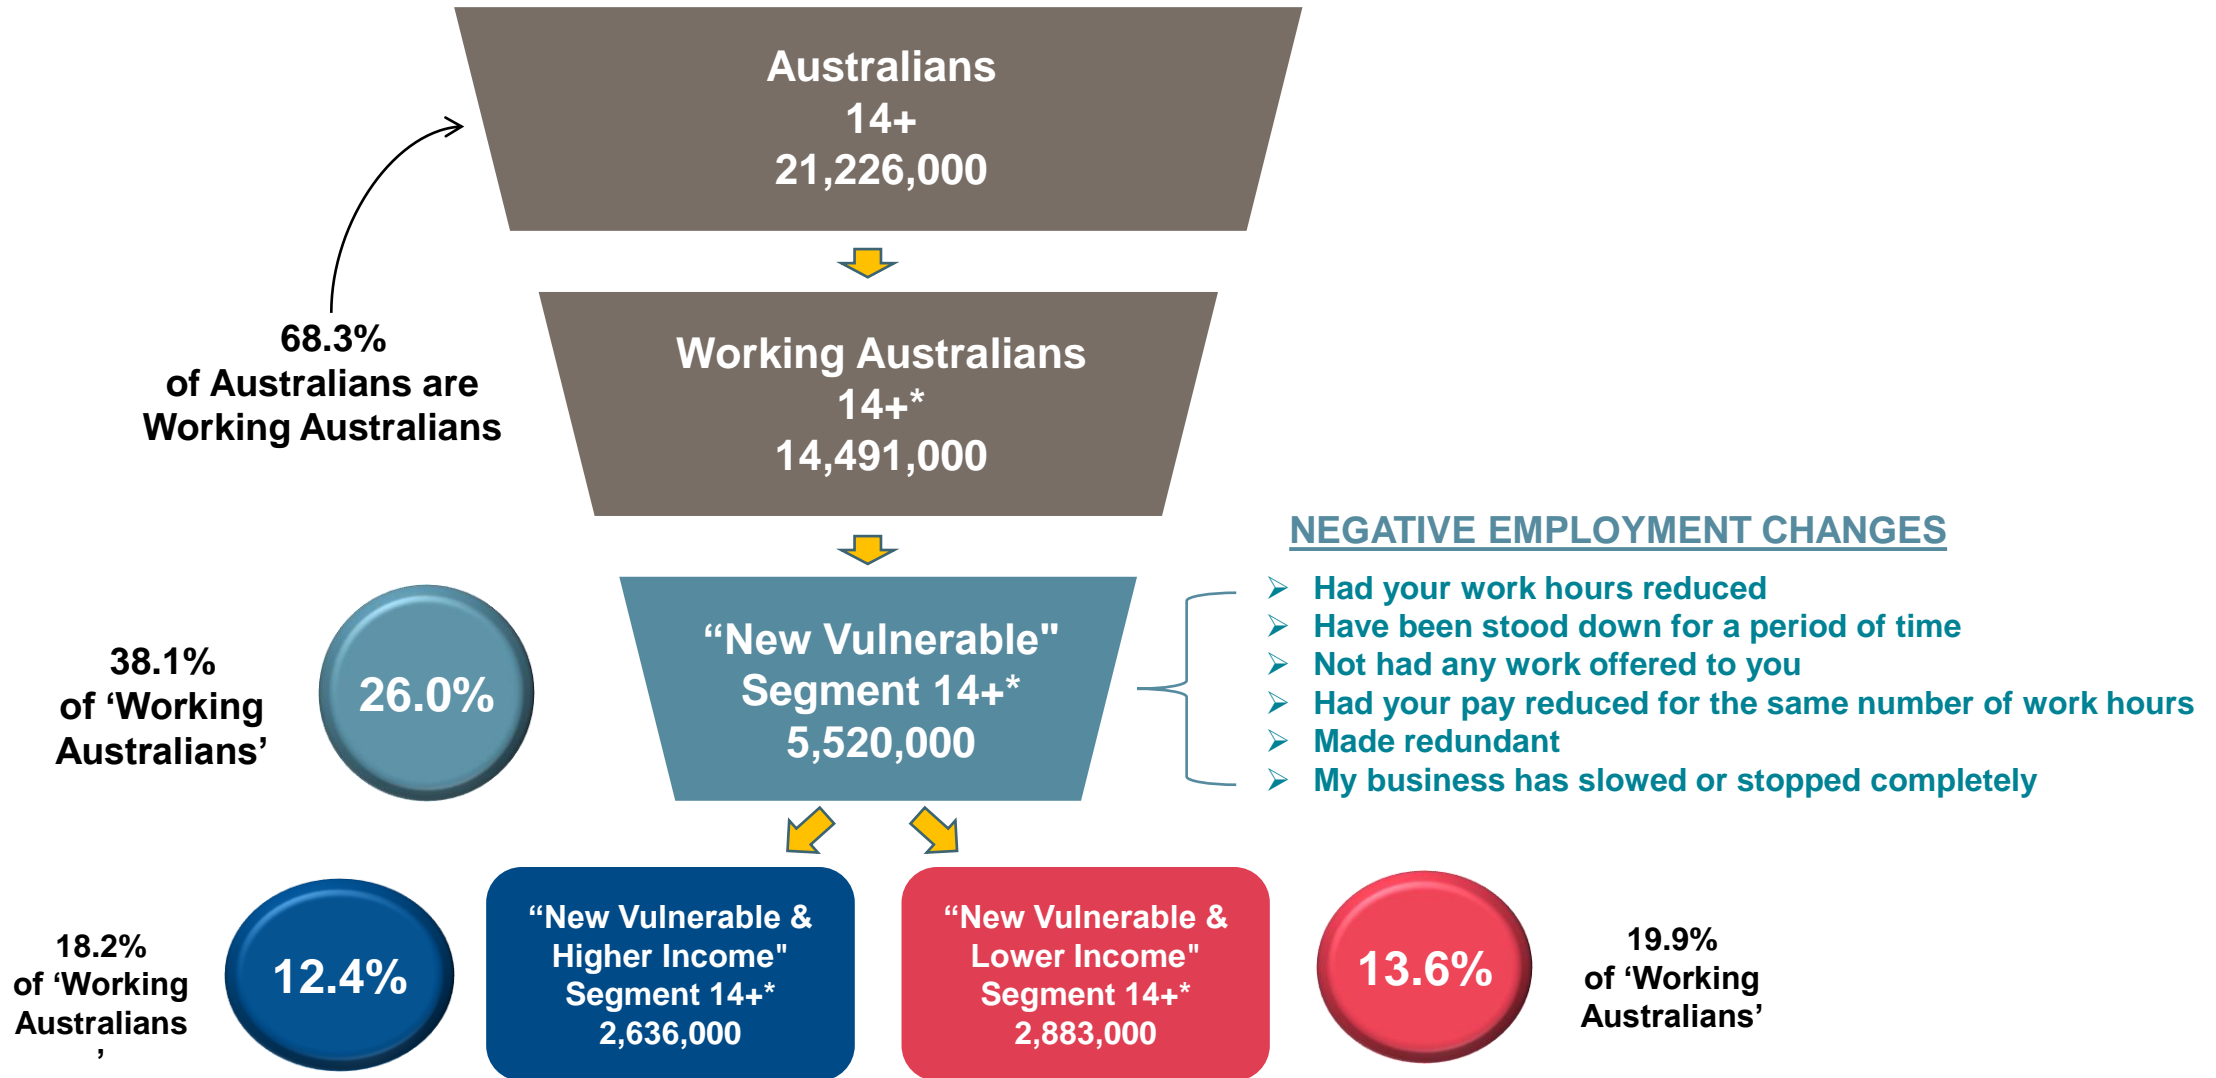 Australians
14+
21,226,000
68.3%
of Australians are
Working Australians
Working Australians
14+*
14,491,000
38.1%
of ‘Working
Australians’
26.0%
“New Vulnerable"
Segment 14+*
5,520,000
NEGATIVE EMPLOYMENT CHANGES
➢ Had your work hours reduced
➢ Have been stood down for a period of time
➢ Not had any work offered to you
➢ Had your pay reduced for the same number of work hours
➢ Made redundant
➢ My business has slowed or stopped completely
18.2%
of ‘Working
Australians
’
12.4%
“New Vulnerable &
Higher Income"
Segment 14+*
2,636,000
“New Vulnerable &
Lower Income"
Segment 14+*
2,883,000
13.6%
19.9%
of ‘Working
Australians’